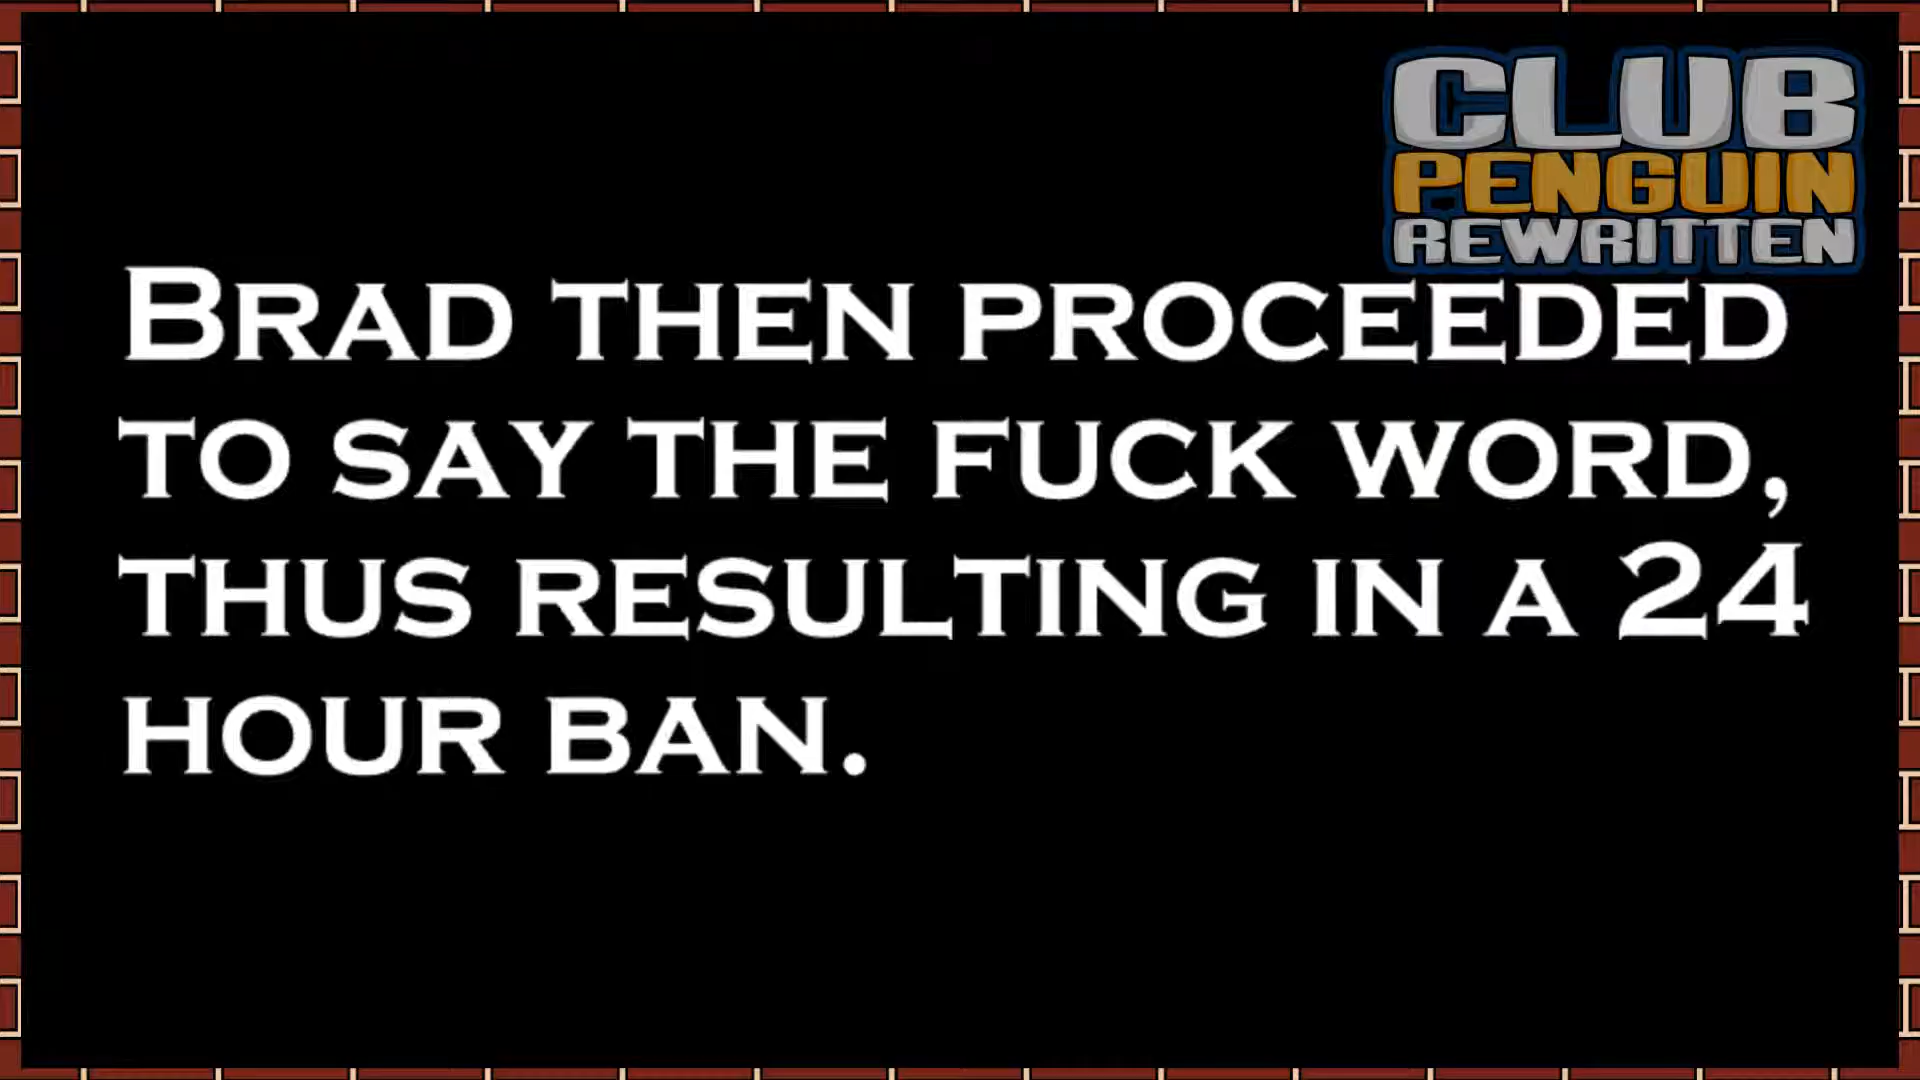 CLUB
PENGUIN
REWRITTEN
BRAD THEN PROCEEDED
TO SAY THE FUCK WORD,
THUS RESULTING IN A 24
HOUR BAN.